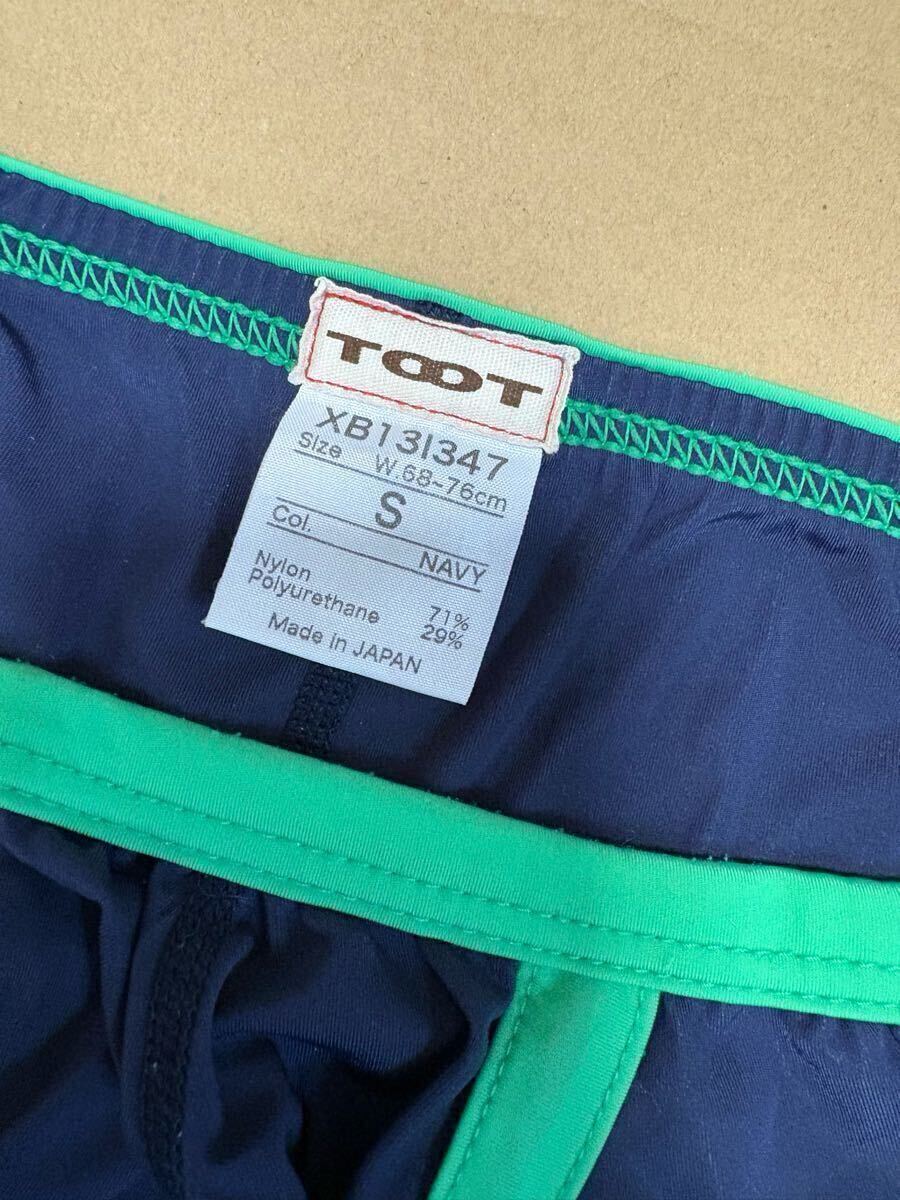 TOOT
XB13I347
Size W.68~76cm
S
Col.
NAVY
Nylon 71%
Polyurethane 29%
Made in JAPAN